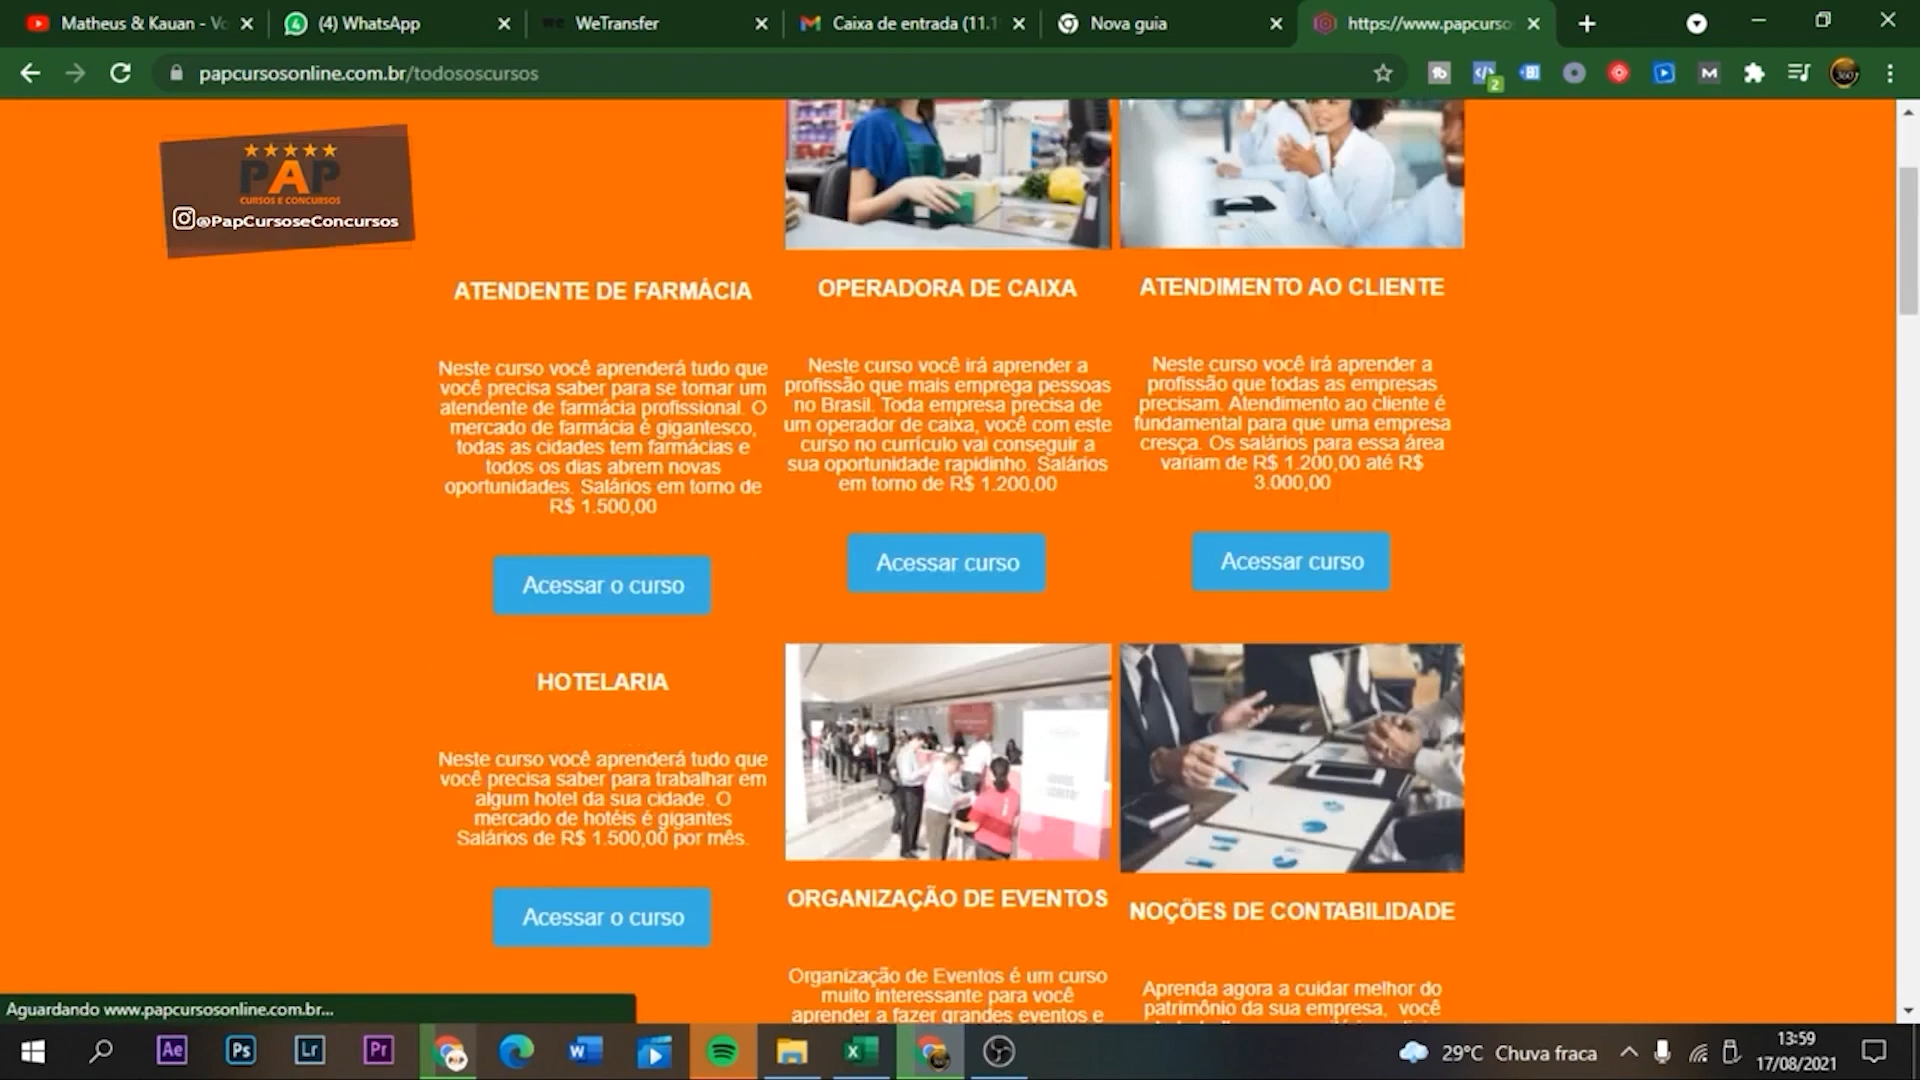 Matheus & Kauan - Vo
(4) WhatsApp
WeTransfer
Caixa de entrada (11.1
Nova guia
https://www.papcurso
papcursosonline.com.br/todososcursos
2
PAP
CURSOS E CONCURSOS
@PapCursoseConcursos
ATENDENTE DE FARMÁCIA
Neste curso você aprenderá tudo que
você precisa saber para se tornar um
atendente de farmácia profissional. O
mercado de farmácia é gigantesco,
todas as cidades tem farmácias e
todos os dias abrem novas
oportunidades. Salários em torno de
R$ 1.500,00
Acessar o curso
OPERADORA DE CAIXA
Neste curso você irá aprender a
profissão que mais emprega pessoas
no Brasil. Toda empresa precisa de
um operador de caixa, você com este
curso no currículo vai conseguir a
sua oportunidade rapidinho. Salários
em torno de R$ 1.200,00
Acessar curso
ATENDIMENTO AO CLIENTE
Neste curso você irá aprender a
profissão que todas as empresas
precisam. Atendimento ao cliente é
fundamental para que uma empresa
cresça. Os salários para essa área
variam de R$ 1.200,00 até R$
3.000,00
Acessar curso
HOTELARIA
Neste curso você aprenderá tudo que
você precisa saber para trabalhar em
algum hotel da sua cidade. O
mercado de hotéis é gigantes
Salários de R$ 1.500,00 por mês.
Acessar o curso
ORGANIZAÇÃO DE EVENTOS
Organização de Eventos é um curso
muito interessante para você
aprender a fazer grandes eventos e
NOÇÕES DE CONTABILIDADE
Aprenda agora a cuidar melhor do
patrimônio da sua empresa, você
Aguardando www.papcursosonline.com.br...
Ae
Ps
Lr
Pr
29°C Chuva fraca
13:59
17/08/2021